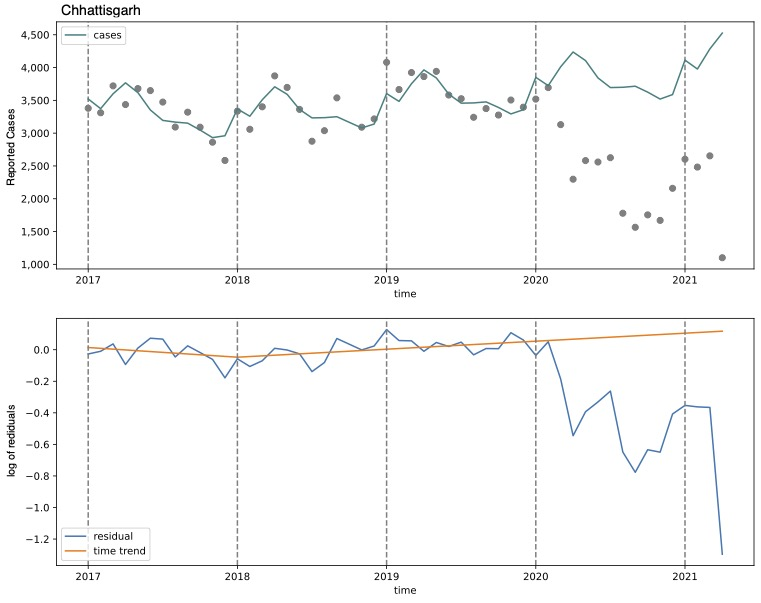 Chhattisgarh
4,500
4,000
3,500
3,000
2,500
2,000
1,500
1,000
Reported Cases
cases
2017 2018 2019 2020 2021
time
0.0
−0.2
−0.4
−0.6
−0.8
−1.0
−1.2
log of rediduals
residual
time trend
2017 2018 2019 2020 2021
time